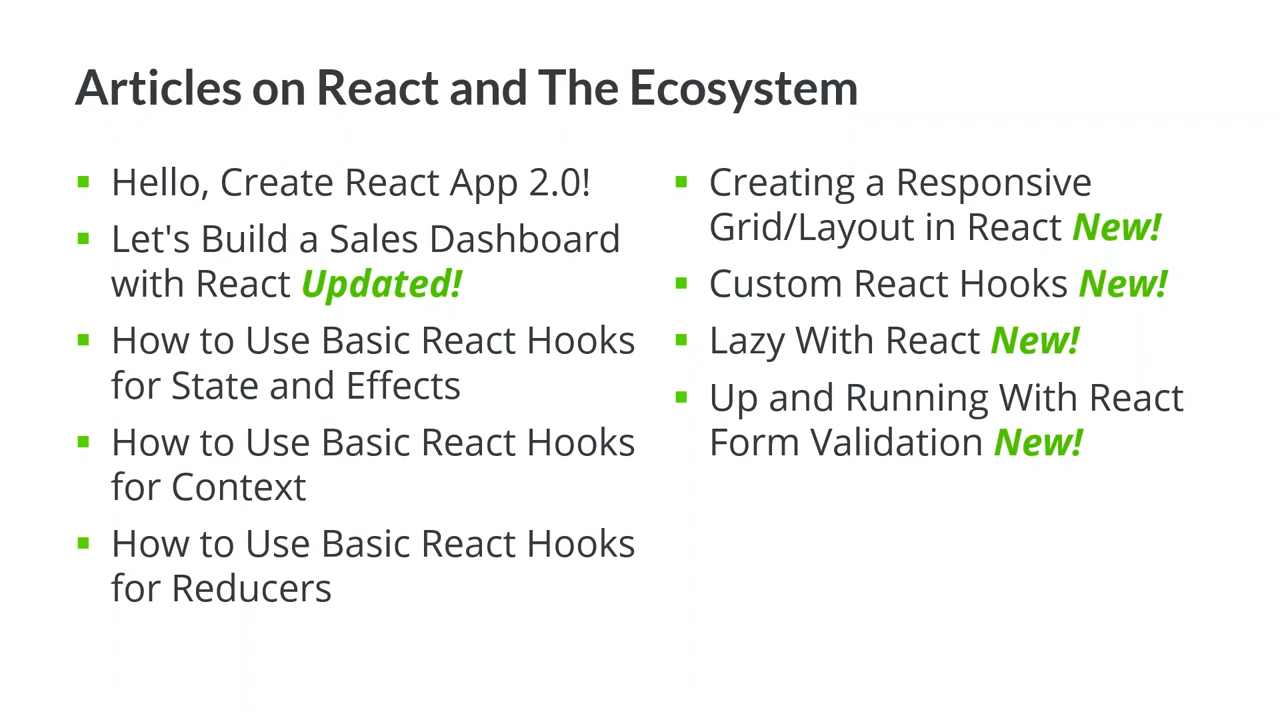 Articles on React and The Ecosystem
▪ Hello, Create React App 2.0!
▪ Let's Build a Sales Dashboard
with React Updated!
▪ How to Use Basic React Hooks
for State and Effects
▪ How to Use Basic React Hooks
for Context
▪ How to Use Basic React Hooks
for Reducers
▪ Creating a Responsive
Grid/Layout in React New!
▪ Custom React Hooks New!
▪ Lazy With React New!
▪ Up and Running With React
Form Validation New!